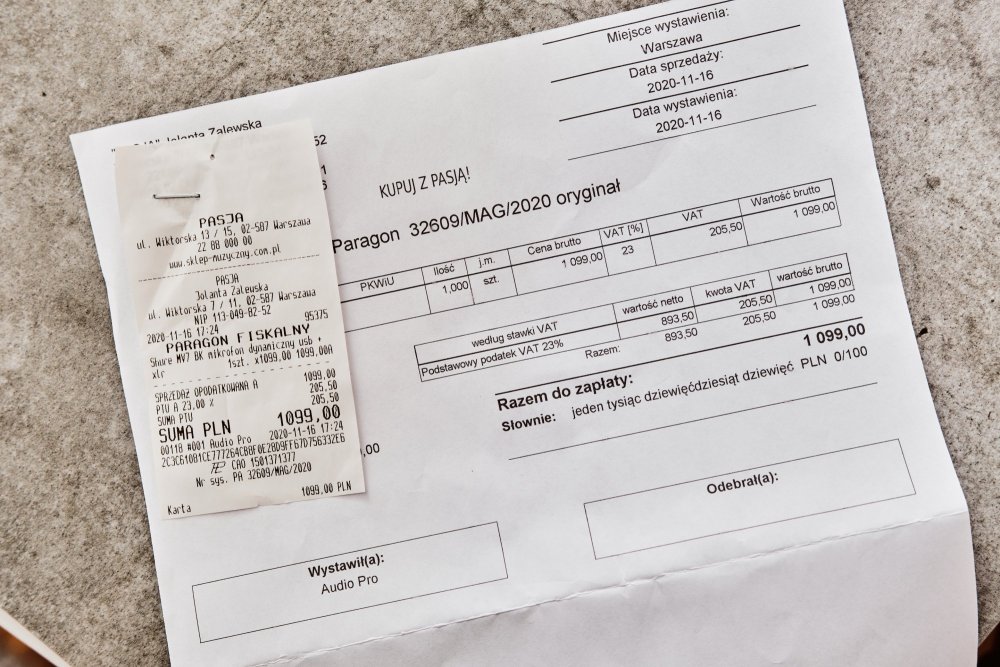 Miejsce wystawienia:
Warszawa
Data sprzedaży:
2020-11-16
Data wystawienia:
2020-11-16
Jolanta Zalewska
52
KUPUJ Z PASJĄ!
Paragon 32609/MAG/2020 oryginał
PKWiU Ilość j.m. Cena brutto VAT [%] VAT Wartość brutto
1,000 szt. 1 099,00 23 205,50 1 099,00
według stawki VAT wartość netto kwota VAT wartość brutto
Podstawowy podatek VAT 23% 893,50 205,50 1 099,00
Razem: 893,50 205,50 1 099,00
Razem do zapłaty: 1 099,00
Słownie: jeden tysiąc dziewięćdziesiąt dziewięć PLN 0/100
,00
Wystawił(a):
Audio Pro
Odebrał(a):
PASJA
ul. Wiktorska 13 / 15, 02-587 Warszawa
22 88 000 00
www.sklep-muzyczny.com.pl
PASJA
Jolanta Zalewska
ul. Wiktorska 7 / 11, 02-587 Warszawa
NIP 113-049-82-52
2020-11-16 17:24 95375
PARAGON FISKALNY
Shure MV7 BK mikrofon dynamiczny usb +
xlr 1szt. x1099,00 1099,00A
SPRZEDAŻ OPODATKOWANA A 1099,00
PTU A 23,00 % 205,50
SUMA PTU 205,50
SUMA PLN 1099,00
00118 #001 Audio Pro 2020-11-16 17:24
CAO 1501371377
Nr sys. PA 32609/MAG/2020
Karta 1099,00 PLN